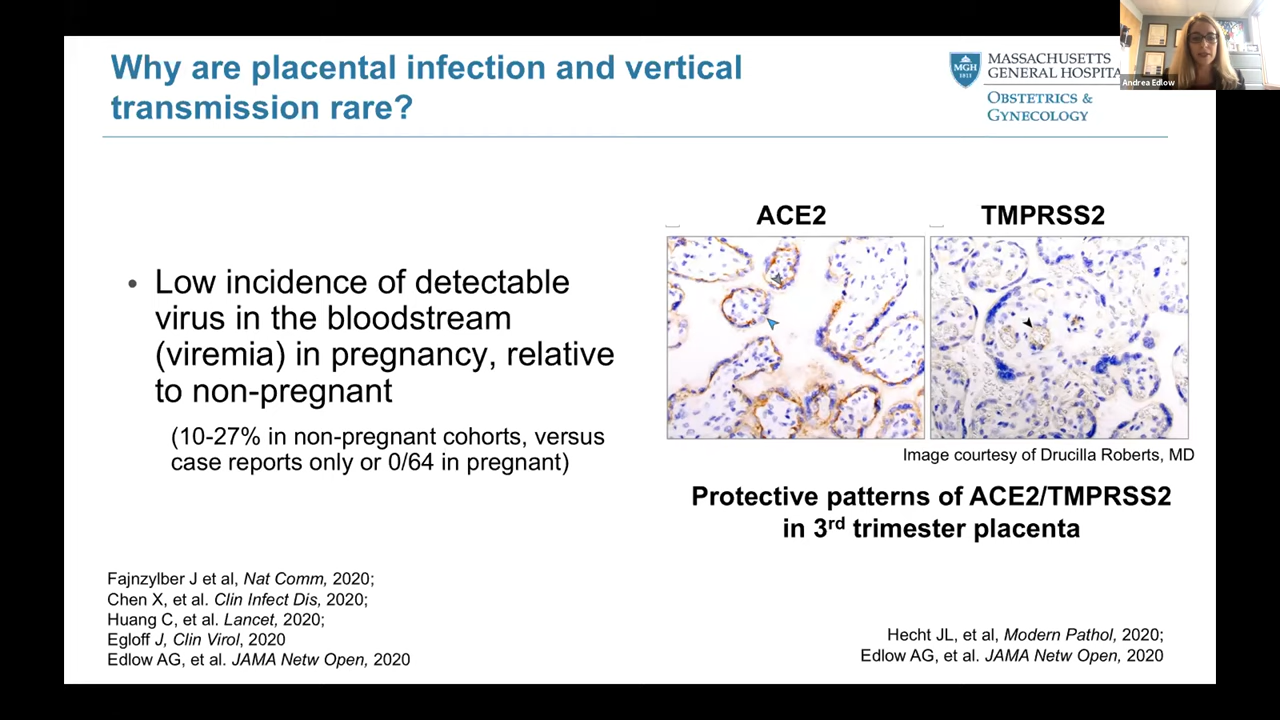 Why are placental infection and vertical
transmission rare?
MGH
1811
MASSACHUSETTS
GENERAL HOSPITA
OBSTETRICS &
GYNECOLOGY
Andrea Edlow
• Low incidence of detectable
virus in the bloodstream
(viremia) in pregnancy, relative
to non-pregnant
(10-27% in non-pregnant cohorts, versus
case reports only or 0/64 in pregnant)
ACE2
TMPRSS2
Image courtesy of Drucilla Roberts, MD
Protective patterns of ACE2/TMPRSS2
in 3rd trimester placenta
Fajnzylber J et al, Nat Comm, 2020;
Chen X, et al. Clin Infect Dis, 2020;
Huang C, et al. Lancet, 2020;
Egloff J, Clin Virol, 2020
Edlow AG, et al. JAMA Netw Open, 2020
Hecht JL, et al, Modern Pathol, 2020;
Edlow AG, et al. JAMA Netw Open, 2020